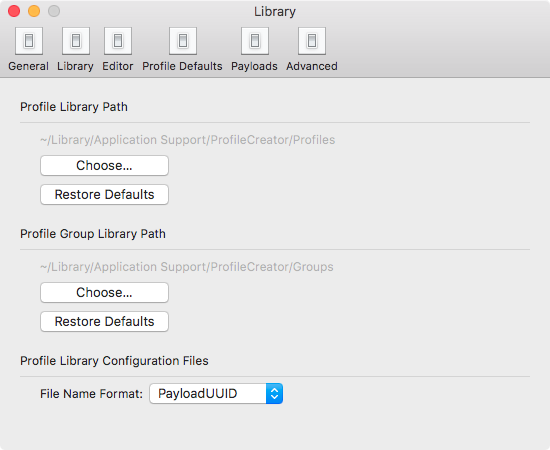 Library
General Library Editor Profile Defaults Payloads Advanced
Profile Library Path
~/Library/Application Support/ProfileCreator/Profiles
Choose...
Restore Defaults
Profile Group Library Path
~/Library/Application Support/ProfileCreator/Groups
Choose...
Restore Defaults
Profile Library Configuration Files
File Name Format: PayloadUUID